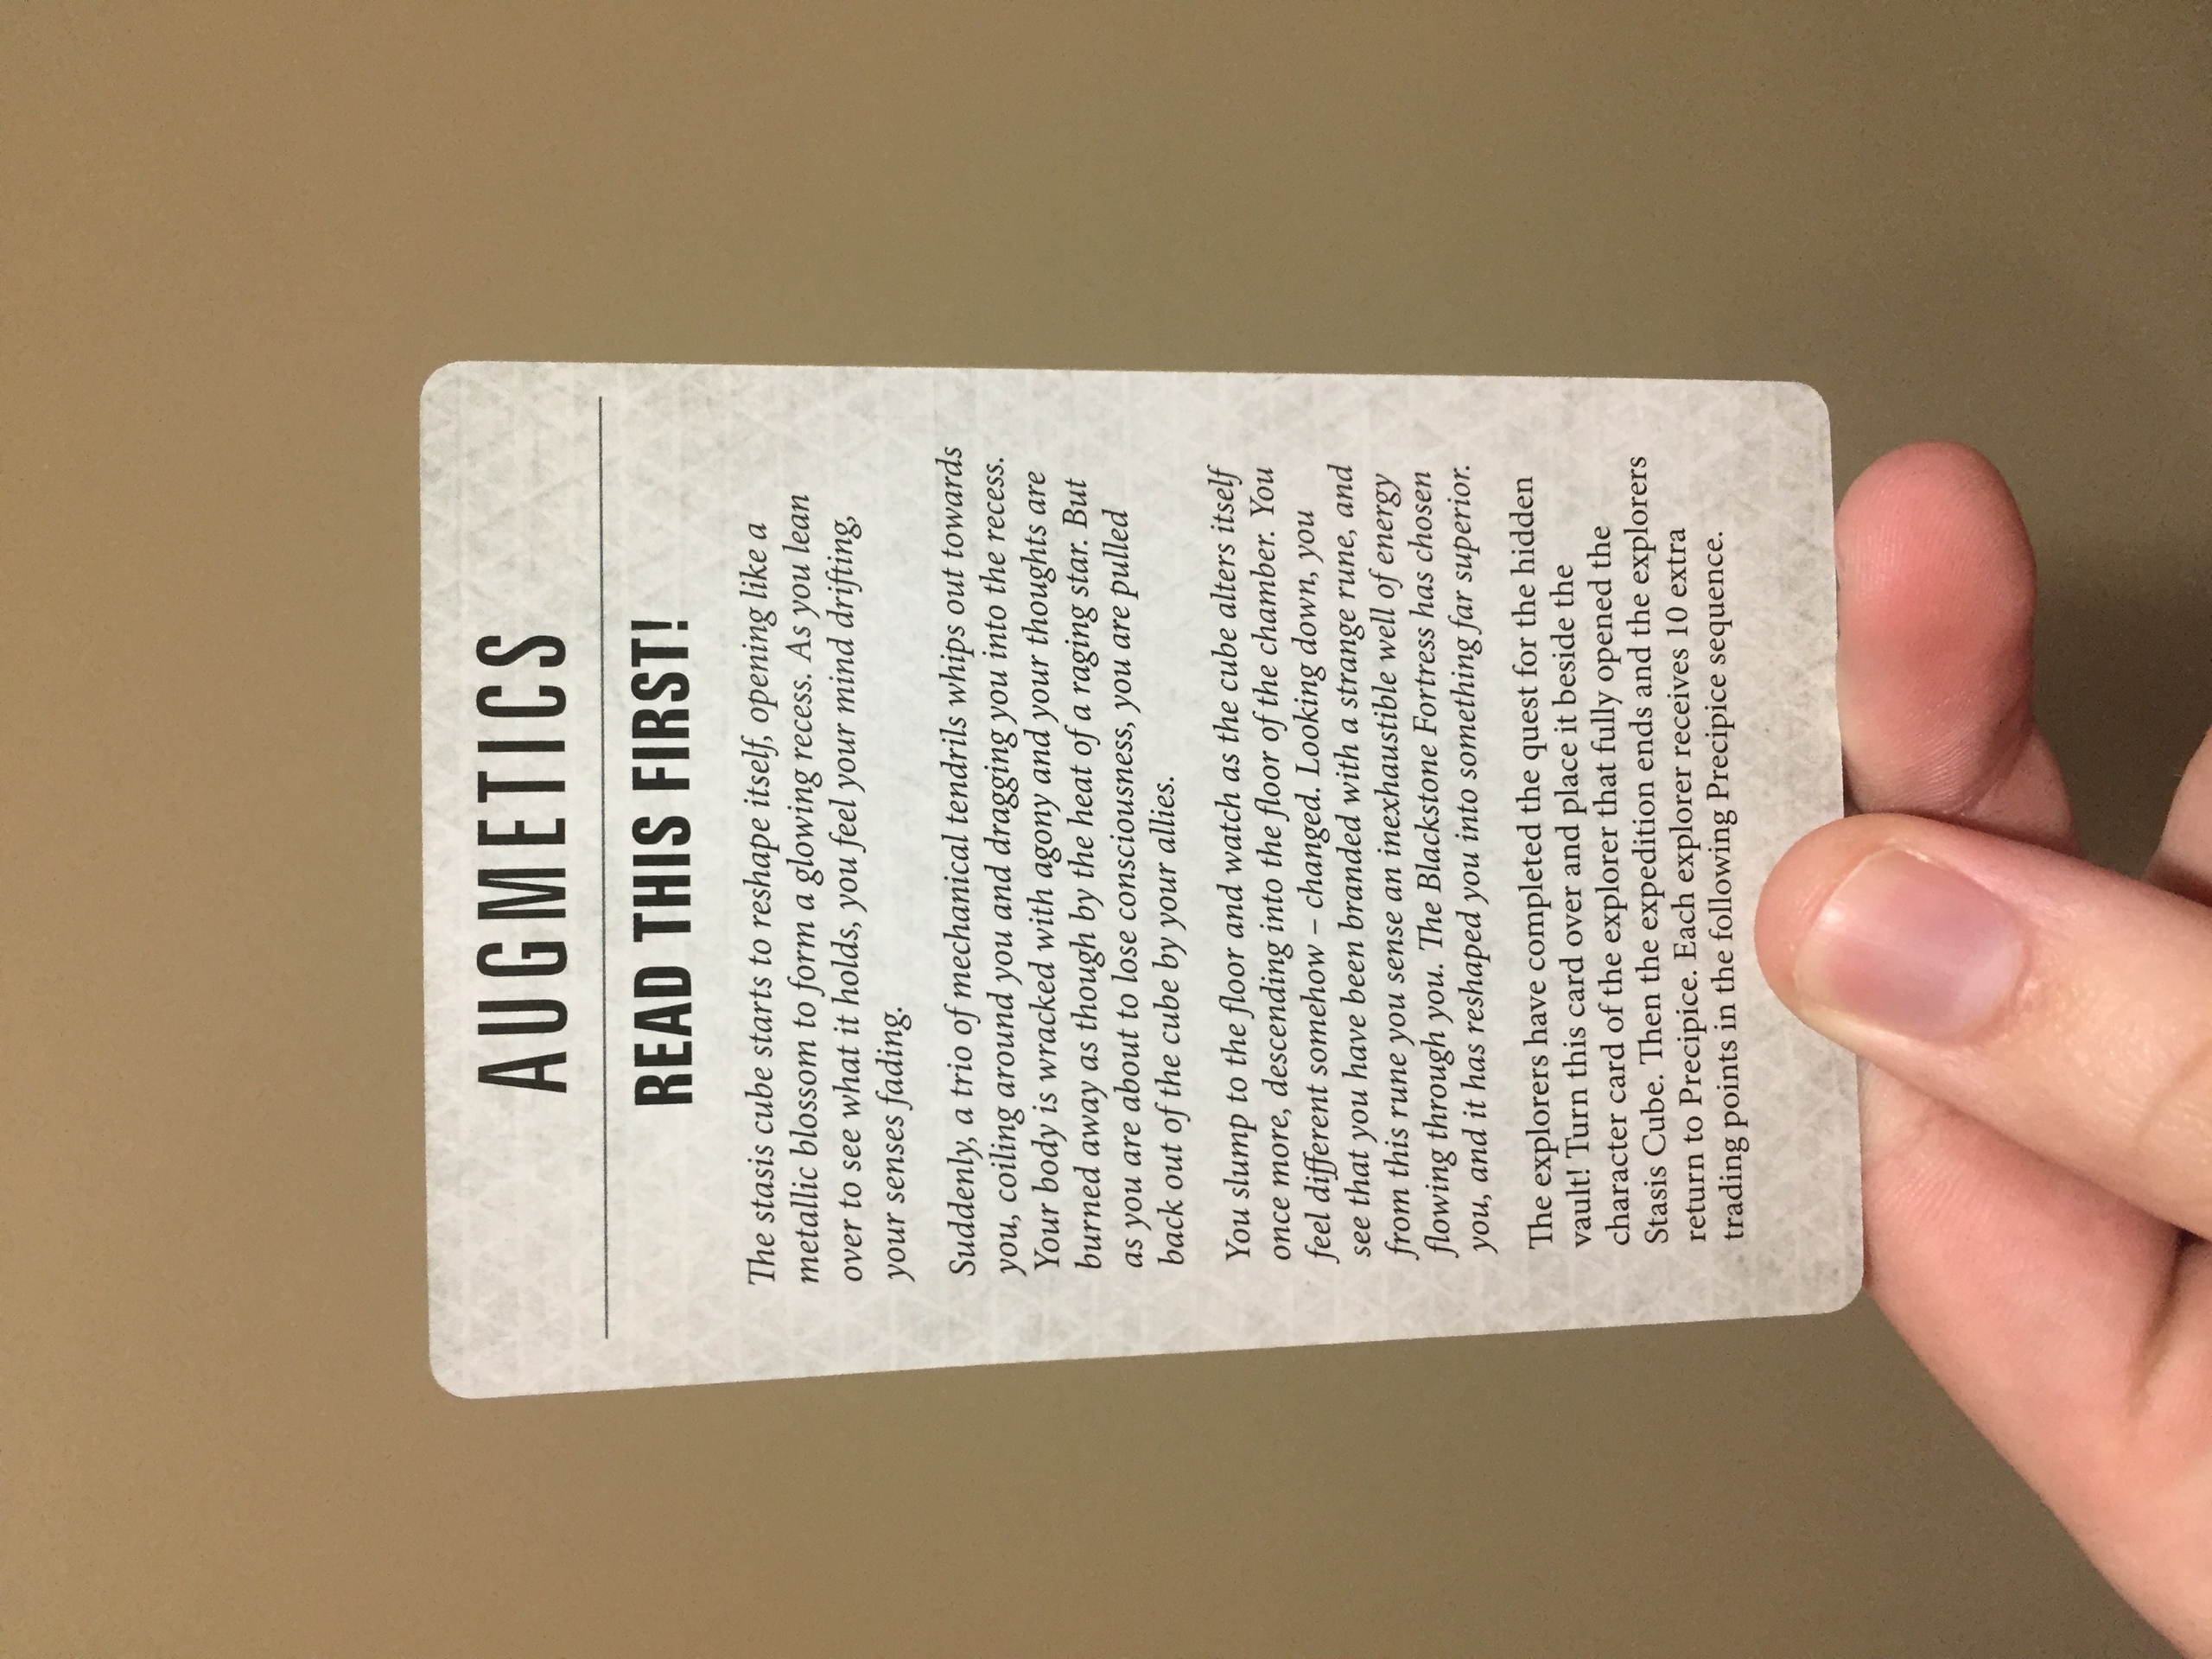 AUGMETICS
READ THIS FIRST!
The stasis cube starts to reshape itself, opening like a
metallic blossom to form a glowing recess. As you lean
over to see what it holds, you feel your mind drifting,
your senses fading.
Suddenly, a trio of mechanical tendrils whips out towards
you, coiling around you and dragging you into the recess.
Your body is wracked with agony and your thoughts are
burned away as though by the heat of a raging star. But
as you are about to lose consciousness, you are pulled
back out of the cube by your allies.
You slump to the floor and watch as the cube alters itself
once more, descending into the floor of the chamber. You
feel different somehow – changed. Looking down, you
see that you have been branded with a strange rune, and
from this rune you sense an inexhaustible well of energy
flowing through you. The Blackstone Fortress has chosen
you, and it has reshaped you into something far superior.
The explorers have completed the quest for the hidden
vault! Turn this card over and place it beside the
character card of the explorer that fully opened the
Stasis Cube. Then the expedition ends and the explorers
return to Precipice. Each explorer receives 10 extra
trading points in the following Precipice sequence.